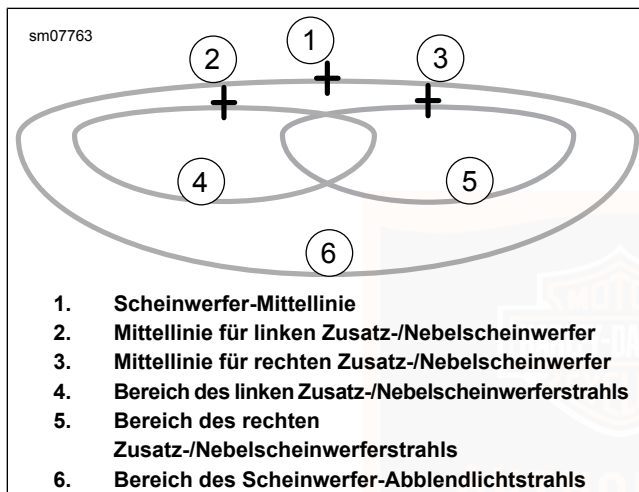 sm07763
1
2
3
4
5
6
1. Scheinwerfer-Mittellinie
2. Mittellinie für linken Zusatz-/Nebelscheinwerfer
3. Mittellinie für rechten Zusatz-/Nebelscheinwerfer
4. Bereich des linken Zusatz-/Nebelscheinwerferstrahls
5. Bereich des rechten
Zusatz-/Nebelscheinwerferstrahls
6. Bereich des Scheinwerfer-Abblendlichtstrahls